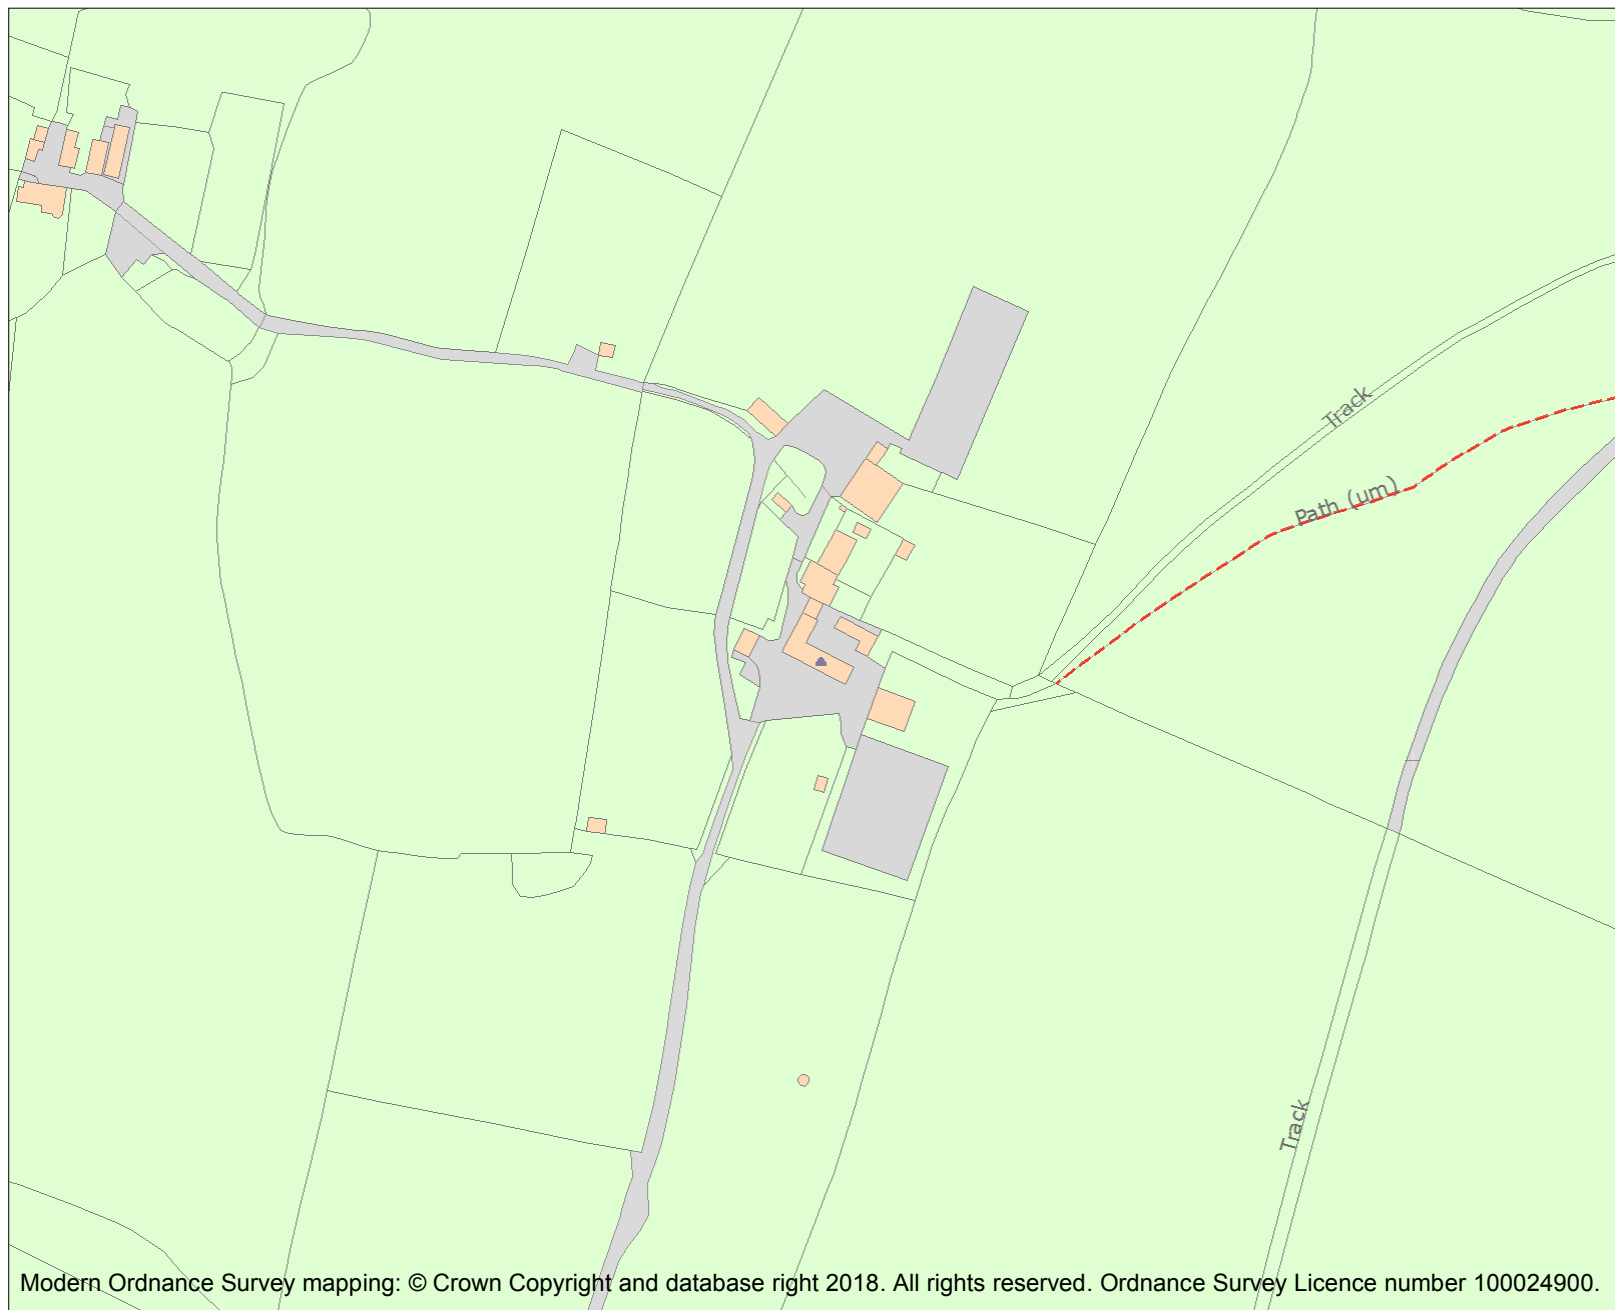 Track
Path (um)
Track
Modern Ordnance Survey mapping: © Crown Copyright and database right 2018. All rights reserved. Ordnance Survey Licence number 100024900.